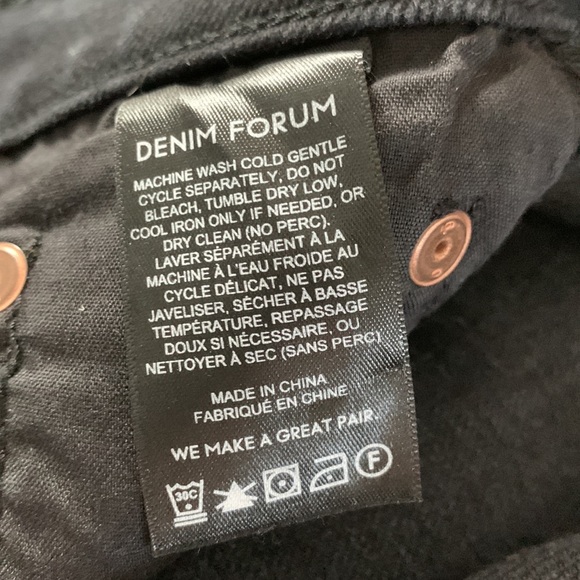 DENIM FORUM
MACHINE WASH COLD GENTLE
CYCLE SEPARATELY, DO NOT
BLEACH, TUMBLE DRY LOW,
COOL IRON ONLY IF NEEDED, OR
DRY CLEAN (NO PERC).
LAVER SÉPARÉMENT À LA
MACHINE À L'EAU FROIDE AU
CYCLE DÉLICAT, NE PAS
JAVELISER, SÉCHER À BASSE
TEMPÉRATURE, REPASSAGE
DOUX SI NÉCESSAIRE, OU
NETTOYER À SEC (SANS PERC)
MADE IN CHINA
FABRIQUÉ EN CHINE
WE MAKE A GREAT PAIR.
30C F